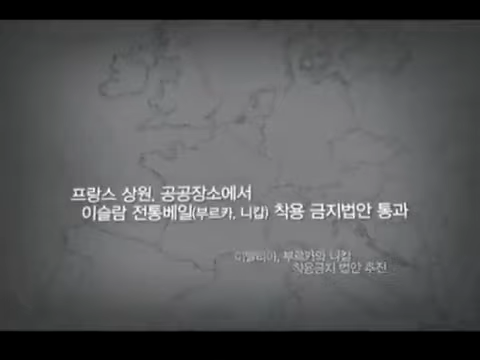 프랑스 상원, 공공장소에서
이슬람 전통베일(부르카, 니캅) 착용 금지법안 통과
이탈리아, 부르카와 니캅
착용금지 법안 추진